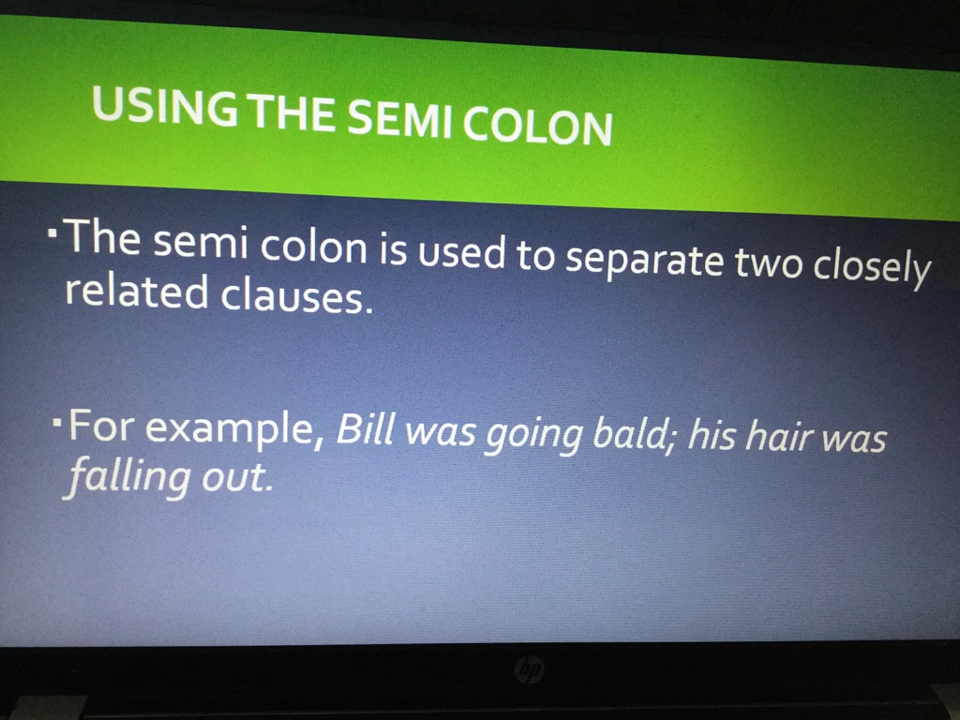 USING THE SEMI COLON
▪The semi colon is used to separate two closely
related clauses.
▪For example, Bill was going bald; his hair was
falling out.
hp